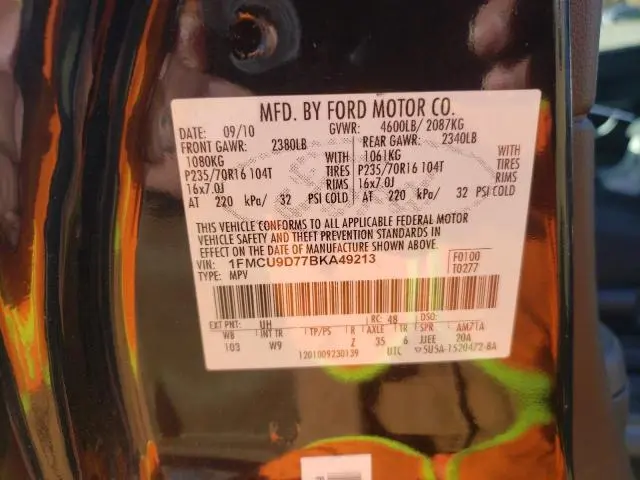 MFD. BY FORD MOTOR CO.
DATE: 09/10 GVWR: 4600LB/ 2087KG
FRONT GAWR: 2380LB REAR GAWR: 2340LB
1080KG WITH 1061KG WITH
P235/70R16 104T TIRES P235/70R16 104T TIRES
16x7.0J RIMS 16x7.0J RIMS
AT 220 kPa/ 32 PSI COLD AT 220 kPa/ 32 PSI COLD
THIS VEHICLE CONFORMS TO ALL APPLICABLE FEDERAL MOTOR
VEHICLE SAFETY AND THEFT PREVENTION STANDARDS IN
EFFECT ON THE DATE OF MANUFACTURE SHOWN ABOVE.
VIN: 1FMCU9D77BKA49213 F0100
TYPE: MPV T0277
EXT PNT: UH RC: 48 DSO:
WB INT TR TP/PS R AXLE TR SPR AM71A
103 W9 Z 35 6 JJEE 20A
1201009230139 UTC